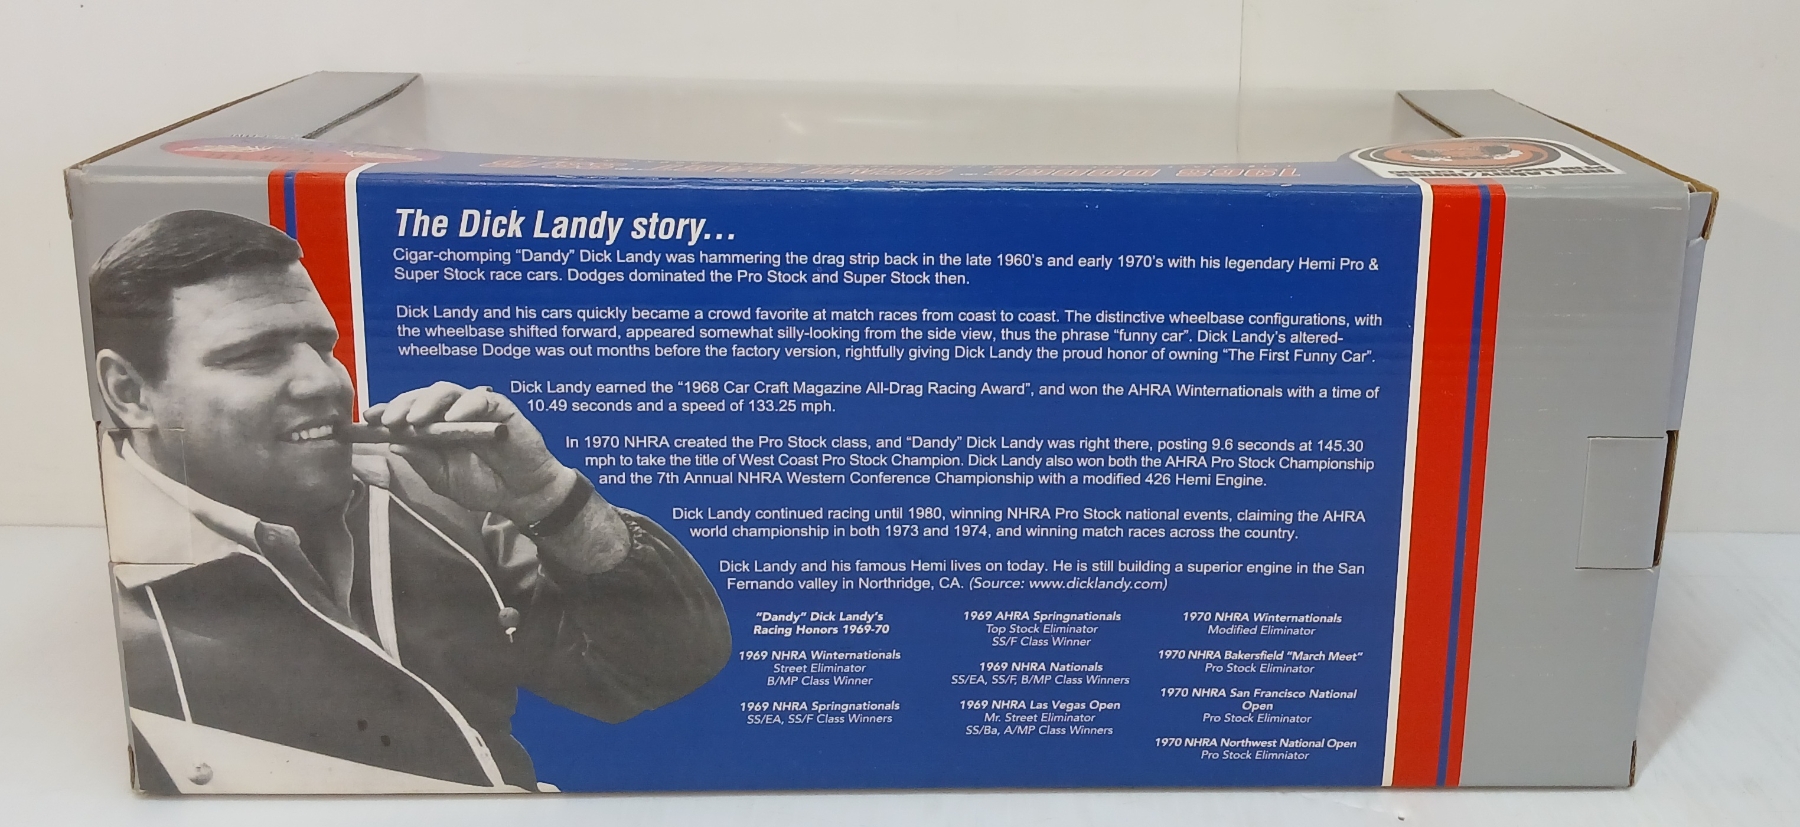 The Dick Landy story...
Cigar-chomping “Dandy” Dick Landy was hammering the drag strip back in the late 1960’s and early 1970’s with his legendary Hemi Pro &
Super Stock race cars. Dodges dominated the Pro Stock and Super Stock then.
Dick Landy and his cars quickly became a crowd favorite at match races from coast to coast. The distinctive wheelbase configurations, with
the wheelbase shifted forward, appeared somewhat silly-looking from the side view, thus the phrase “funny car”. Dick Landy’s altered-
wheelbase Dodge was out months before the factory version, rightfully giving Dick Landy the proud honor of owning “The First Funny Car”.
Dick Landy earned the “1968 Car Craft Magazine All-Drag Racing Award”, and won the AHRA Winternationals with a time of
10.49 seconds and a speed of 133.25 mph.
In 1970 NHRA created the Pro Stock class, and “Dandy” Dick Landy was right there, posting 9.6 seconds at 145.30
mph to take the title of West Coast Pro Stock Champion. Dick Landy also won both the AHRA Pro Stock Championship
and the 7th Annual NHRA Western Conference Championship with a modified 426 Hemi Engine.
Dick Landy continued racing until 1980, winning NHRA Pro Stock national events, claiming the AHRA
world championship in both 1973 and 1974, and winning match races across the country.
Dick Landy and his famous Hemi lives on today. He is still building a superior engine in the San
Fernando valley in Northridge, CA. (Source: www.dicklandy.com)
“Dandy” Dick Landy’s
Racing Honors 1969-70
1969 NHRA Winternationals
Street Eliminator
B/MP Class Winner
1969 NHRA Springnationals
SS/EA, SS/F Class Winners
1969 AHRA Springnationals
Top Stock Eliminator
SS/F Class Winner
1969 NHRA Nationals
SS/EA, SS/F, B/MP Class Winners
1969 NHRA Las Vegas Open
Mr. Street Eliminator
SS/Ba, A/MP Class Winners
1970 NHRA Winternationals
Modified Eliminator
1970 NHRA Bakersfield “March Meet”
Pro Stock Eliminator
1970 NHRA San Francisco National
Open
Pro Stock Eliminator
1970 NHRA Northwest National Open
Pro Stock Elimniator